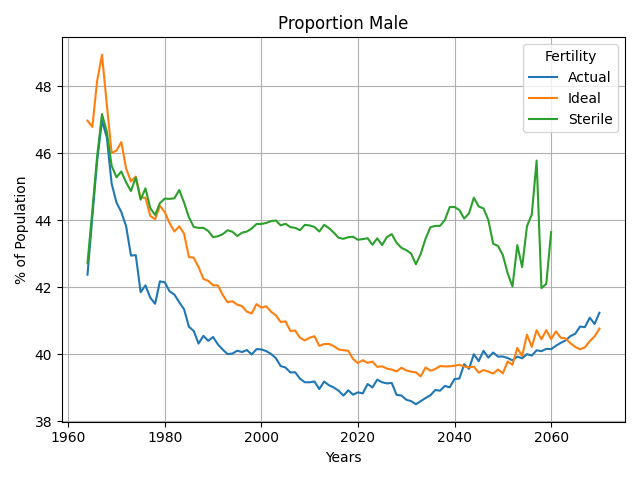 Proportion Male
% of Population
48
46
44
42
40
38
Fertility
Actual
Ideal
Sterile
1960
1980
2000
2020
2040
2060
Years